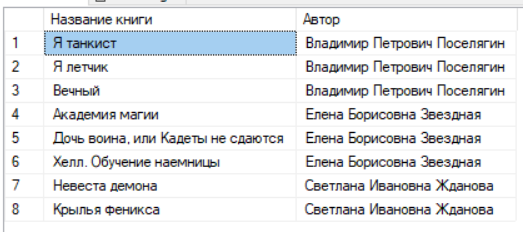 Название книги Автор
1 Я танкист Владимир Петрович Поселягин
2 Я летчик Владимир Петрович Поселягин
3 Вечный Владимир Петрович Поселягин
4 Академия магии Елена Борисовна Звездная
5 Дочь воина, или Кадеты не сдаются Елена Борисовна Звездная
6 Хелл. Обучение наемницы Елена Борисовна Звездная
7 Невеста демона Светлана Ивановна Жданова
8 Крылья феникса Светлана Ивановна Жданова